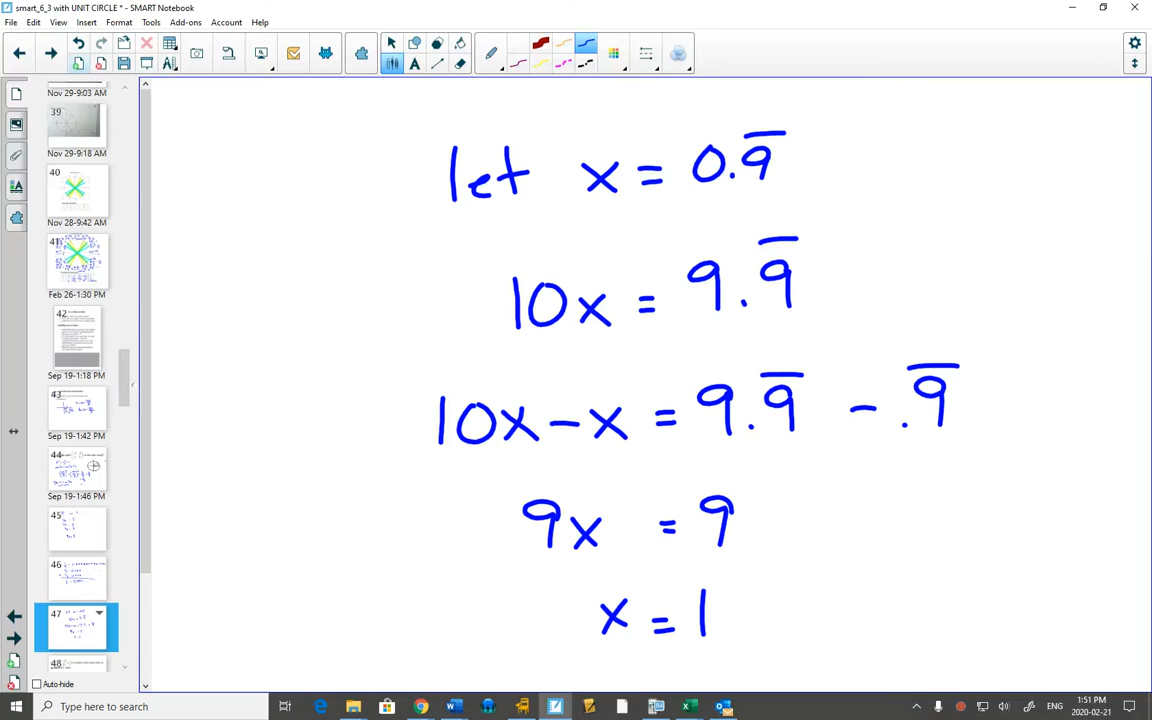 smart_6_3 with UNIT CIRCLE * - SMART Notebook
File Edit View Insert Format Tools Add-ons Account Help
Nov 29-9:03 AM
39
Nov 29-9:18 AM
40
Nov 28-9:42 AM
41
Feb 26-1:30 PM
42
Sep 19-1:18 PM
43
Sep 19-1:42 PM
44
Sep 19-1:46 PM
45
46
47
48
Auto-hide
let x = 0.9̅
10x = 9.9̅
10x - x = 9.9̅ - .9̅
9x = 9
x = 1
Type here to search
ENG
1:51 PM
2020-02-21